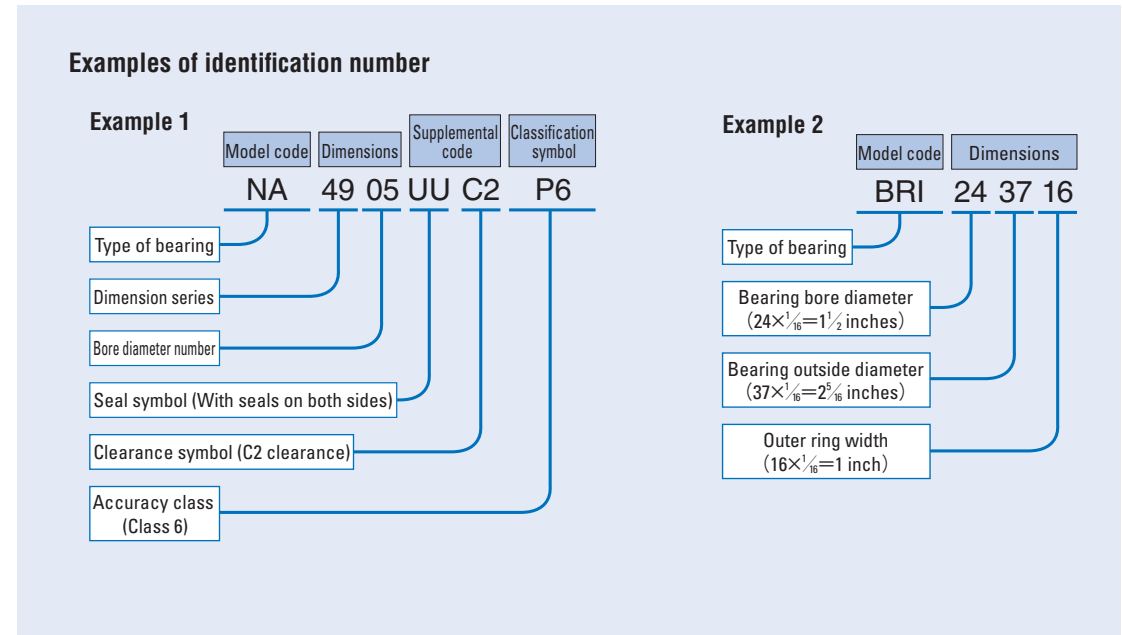 Examples of identification number
Example 1
Model code
Dimensions
Supplemental
code
Classification
symbol
NA 49 05 UU C2 P6
Type of bearing
Dimension series
Bore diameter number
Seal symbol (With seals on both sides)
Clearance symbol (C2 clearance)
Accuracy class
(Class 6)
Example 2
Model code
Dimensions
BRI 24 37 16
Type of bearing
Bearing bore diameter
(24×1⁄16=1 1⁄2 inches)
Bearing outside diameter
(37×1⁄16=2 5⁄16 inches)
Outer ring width
(16×1⁄16=1 inch)